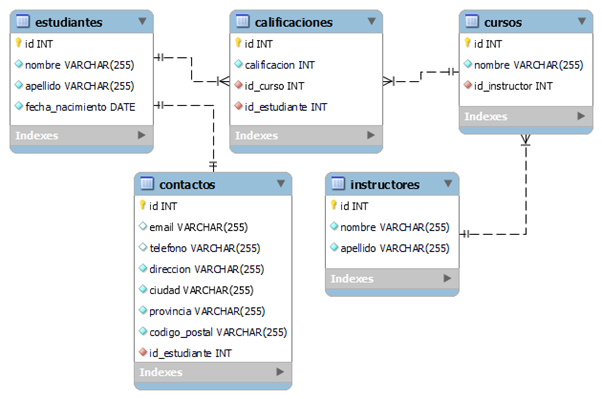 estudiantes
id INT
nombre VARCHAR(255)
apellido VARCHAR(255)
fecha_nacimiento DATE
Indexes
calificaciones
id INT
calificacion INT
id_curso INT
id_estudiante INT
Indexes
cursos
id INT
nombre VARCHAR(255)
id_instructor INT
Indexes
contactos
id INT
email VARCHAR(255)
telefono VARCHAR(255)
direccion VARCHAR(255)
ciudad VARCHAR(255)
provincia VARCHAR(255)
codigo_postal VARCHAR(255)
id_estudiante INT
Indexes
instructores
id INT
nombre VARCHAR(255)
apellido VARCHAR(255)
Indexes